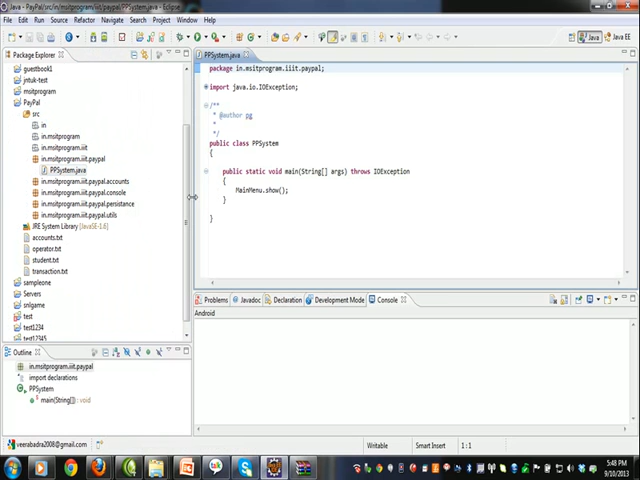 Java - PayPal/src/in/msitprogram/iiit/paypal/PPSystem.java - Eclipse
File Edit Source Refactor Navigate Search Project Window Help
Java Java EE
Package Explorer
guestbook1
jntuk-test
msitprogram
PayPal
src
in
in.msitprogram
in.msitprogram.iiit
in.msitprogram.iiit.paypal
PPSystem.java
in.msitprogram.iiit.paypal.accounts
in.msitprogram.iiit.paypal.console
in.msitprogram.iiit.paypal.persistance
in.msitprogram.iiit.paypal.utils
JRE System Library [JavaSE-1.6]
accounts.txt
operator.txt
student.txt
transaction.txt
sampleone
Servers
snlgame
test
test1234
test12345
PPSystem.java
package in.msitprogram.iiit.paypal;
import java.io.IOException;
/**
* @author pg
*
*/
public class PPSystem
{
public static void main(String[] args) throws IOException
{
MainMenu.show();
}
}
Outline
in.msitprogram.iiit.paypal
import declarations
PPSystem
main(String[]) : void
Problems Javadoc Declaration Development Mode Console
Android
veerabadra2008@gmail.com
Writable Smart Insert 1 : 1
5:48 PM
9/10/2013